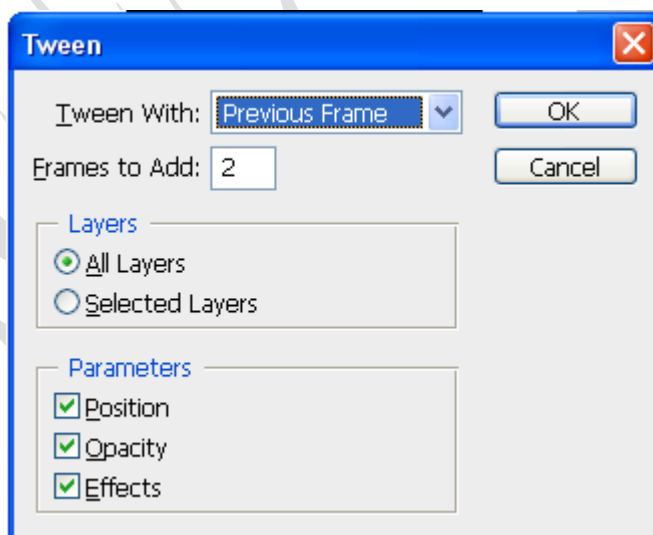 Tween
Tween With: Previous Frame
OK
Frames to Add: 2
Cancel
Layers
All Layers
Selected Layers
Parameters
Position
Opacity
Effects